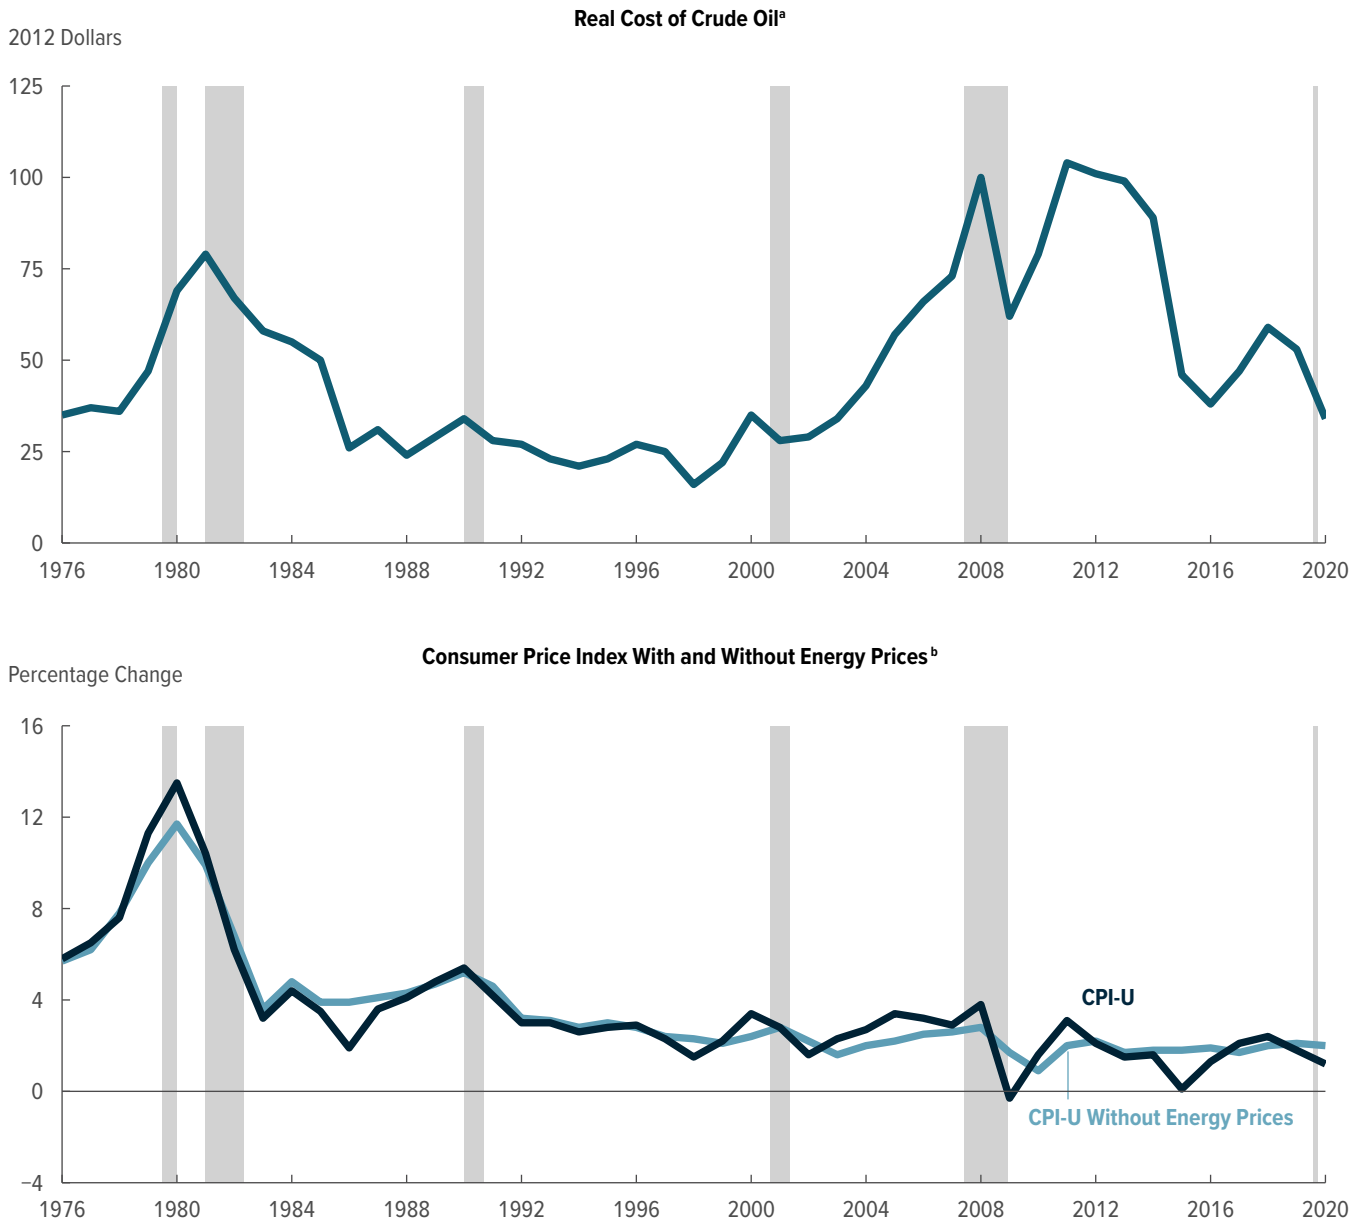 Real Cost of Crude Oilᵃ
2012 Dollars
125
100
75
50
25
0
1976 1980 1984 1988 1992 1996 2000 2004 2008 2012 2016 2020
Consumer Price Index With and Without Energy Pricesᵇ
Percentage Change
16
12
8
4
CPI-U
0
CPI-U Without Energy Prices
−4
1976 1980 1984 1988 1992 1996 2000 2004 2008 2012 2016 2020